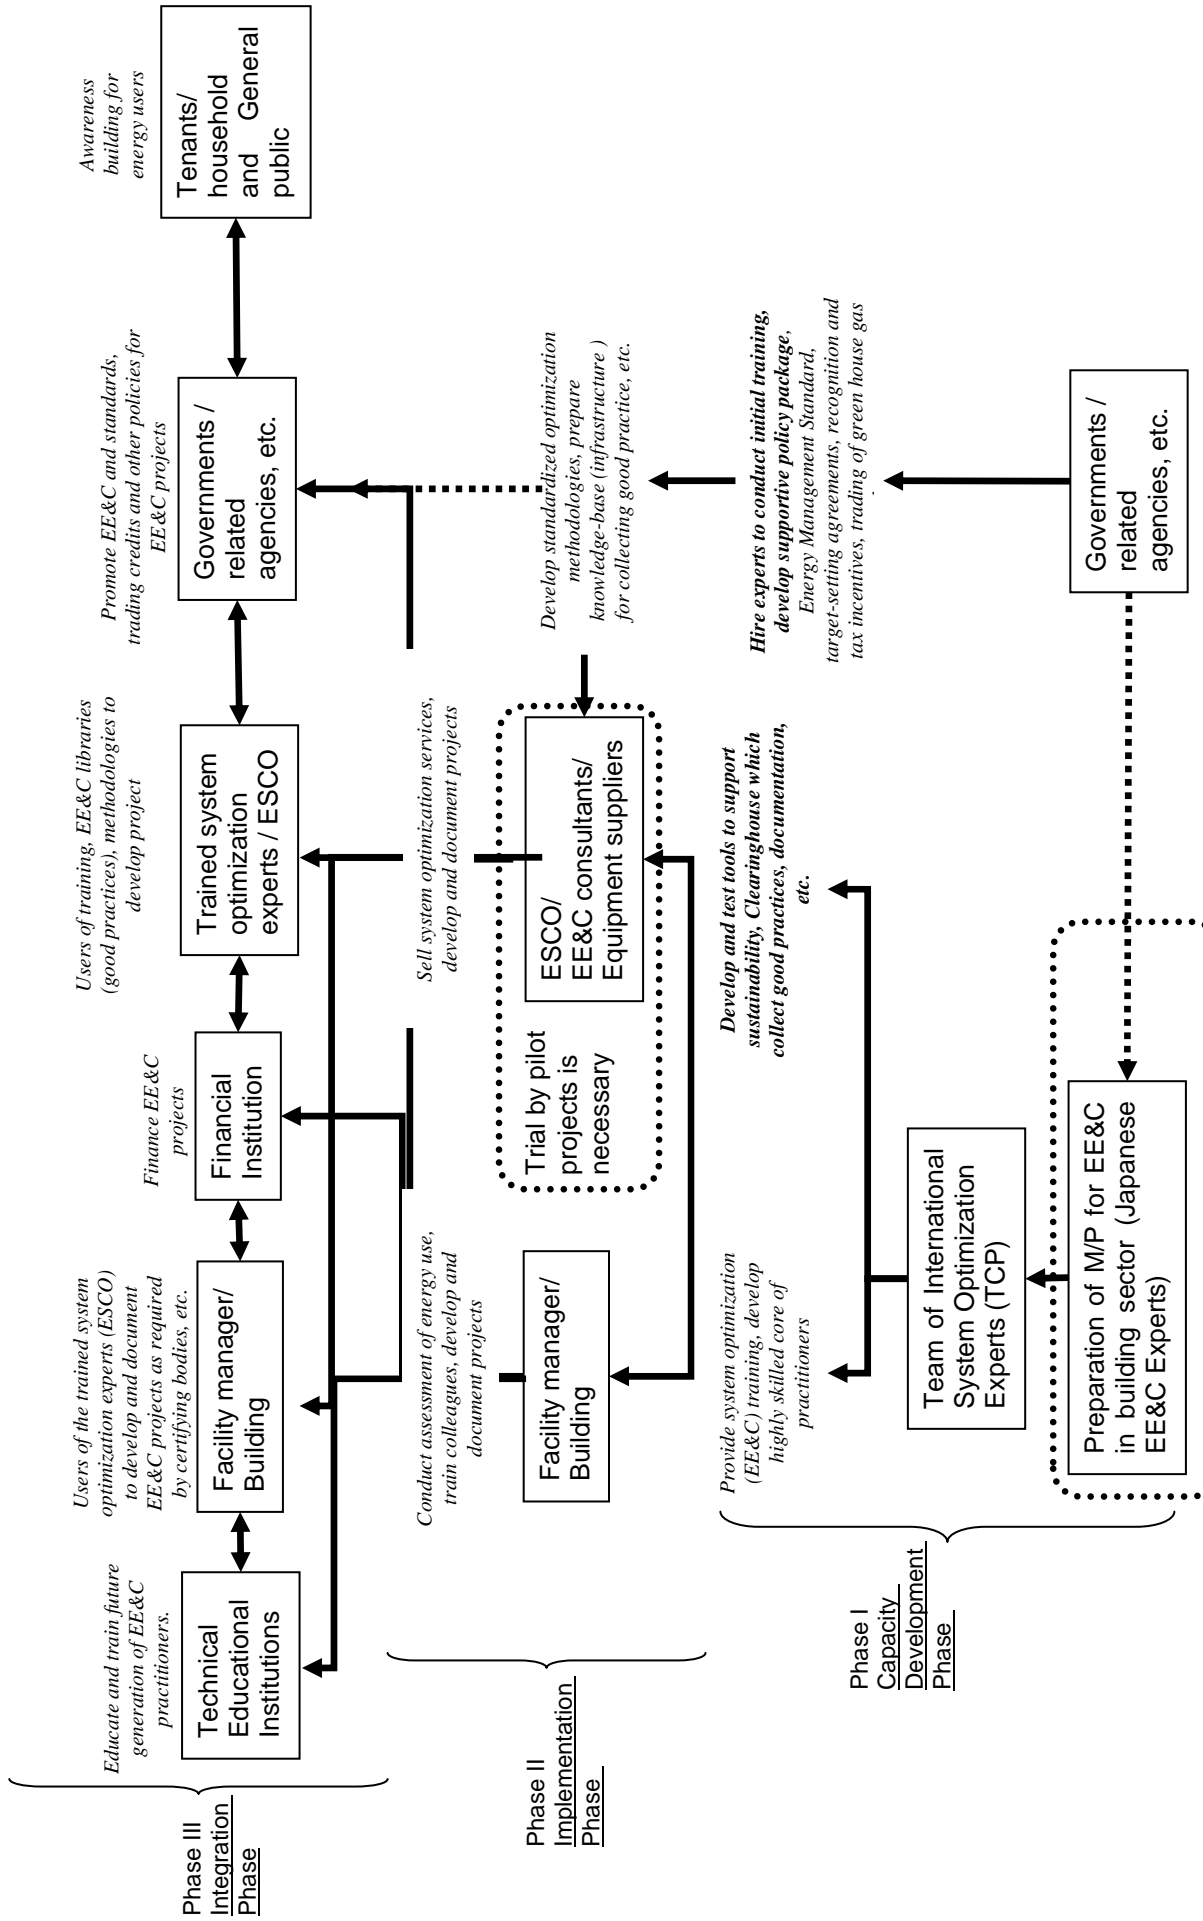 Phase III
Integration
Phase
Educate and train future
generation of EE&C
practitioners.
Technical
Educational
Institutions
Users of the trained system
optimization experts (ESCO)
to develop and document
EE&C projects as required
by certifying bodies, etc.
Facility manager/
Building
Finance EE&C
projects
Financial
Institution
Users of training, EE&C libraries
(good practices), methodologies to
develop project
Trained system
optimization
experts / ESCO
Promote EE&C and standards,
trading credits and other policies for
EE&C projects
Governments /
related
agencies, etc.
Awareness
building for
energy users
Tenants/
household
and General
public
Phase II
Implementation
Phase
Conduct assessment of energy use,
train colleagues, develop and
document projects
Facility manager/
Building
Sell system optimization services,
develop and document projects
Trial by pilot
projects is
necessary
ESCO/
EE&C consultants/
Equipment suppliers
Develop standardized optimization
methodologies, prepare
knowledge-base (infrastructure )
for collecting good practice, etc.
Phase I
Capacity
Development
Phase
Provide system optimization
(EE&C) training, develop
highly skilled core of
practitioners
Develop and test tools to support
sustainability, Clearinghouse which
collect good practices, documentation,
etc.
Hire experts to conduct initial training,
develop supportive policy package,
Energy Management Standard,
target-setting agreements, recognition and
tax incentives, trading of green house gas
Team of International
System Optimization
Experts (TCP)
Preparation of M/P for EE&C
in building sector (Japanese
EE&C Experts)
Governments /
related
agencies, etc.